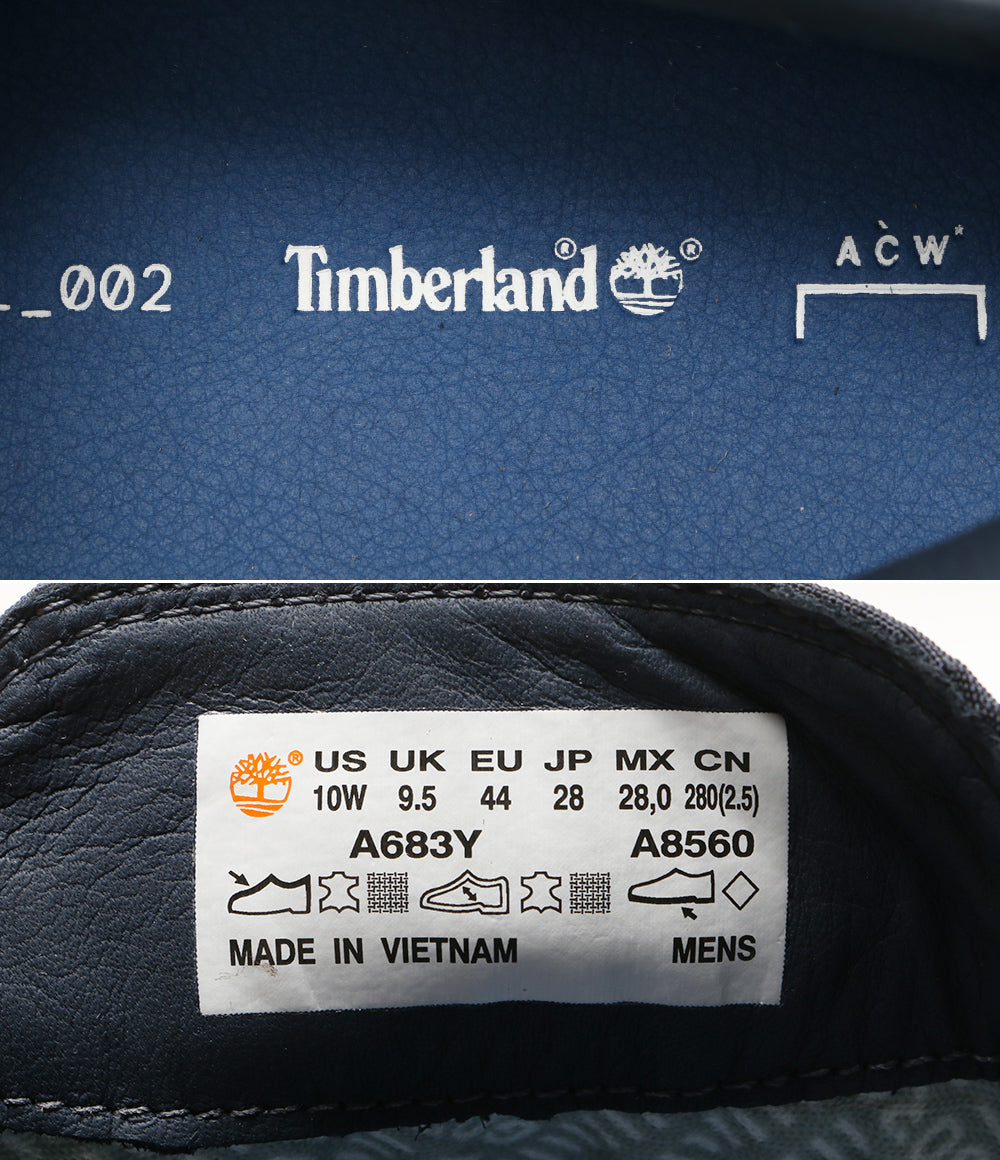 _002
Timberland® ®
A C̀ W*
® US UK EU JP MX CN
10W 9.5 44 28 28,0 280(2.5)
A683Y A8560
MADE IN VIETNAM MENS